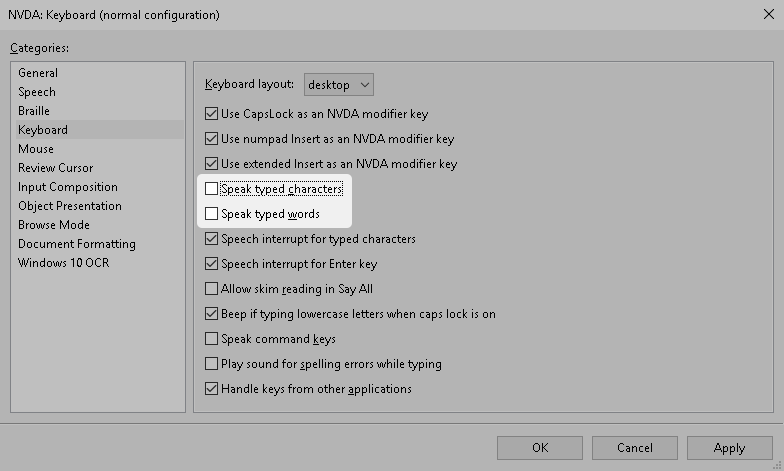 NVDA: Keyboard (normal configuration)
Categories:
General
Speech
Braille
Keyboard
Mouse
Review Cursor
Input Composition
Object Presentation
Browse Mode
Document Formatting
Windows 10 OCR
Keyboard layout: desktop
Use CapsLock as an NVDA modifier key
Use numpad Insert as an NVDA modifier key
Use extended Insert as an NVDA modifier key
Speak typed characters
Speak typed words
Speech interrupt for typed characters
Speech interrupt for Enter key
Allow skim reading in Say All
Beep if typing lowercase letters when caps lock is on
Speak command keys
Play sound for spelling errors while typing
Handle keys from other applications
OK Cancel Apply